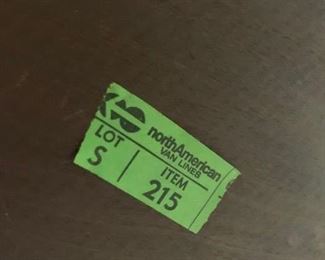 northAmerican
VAN LINES
LOT
S
ITEM
215